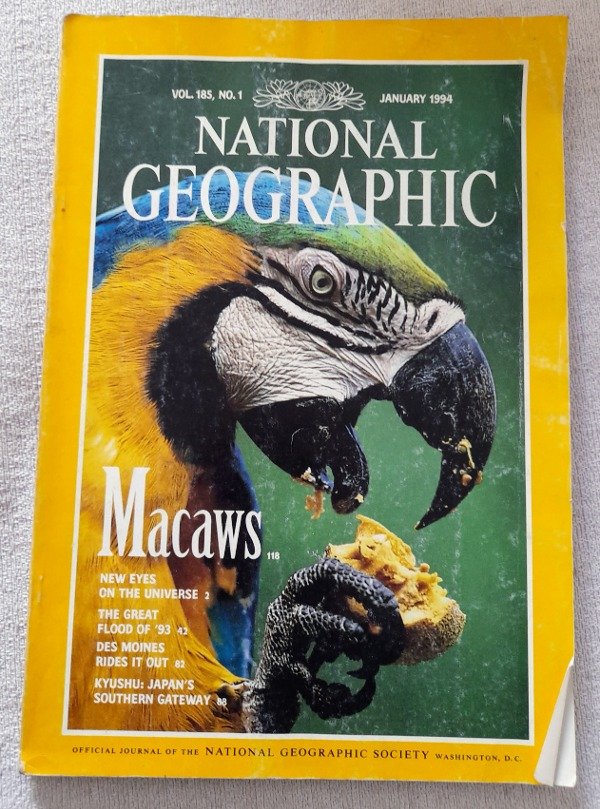 VOL. 185, NO. 1 JANUARY 1994
NATIONAL
GEOGRAPHIC
Macaws 118
NEW EYES
ON THE UNIVERSE 2
THE GREAT
FLOOD OF '93 42
DES MOINES
RIDES IT OUT 82
KYUSHU: JAPAN'S
SOUTHERN GATEWAY 88
OFFICIAL JOURNAL OF THE NATIONAL GEOGRAPHIC SOCIETY WASHINGTON, D.C.